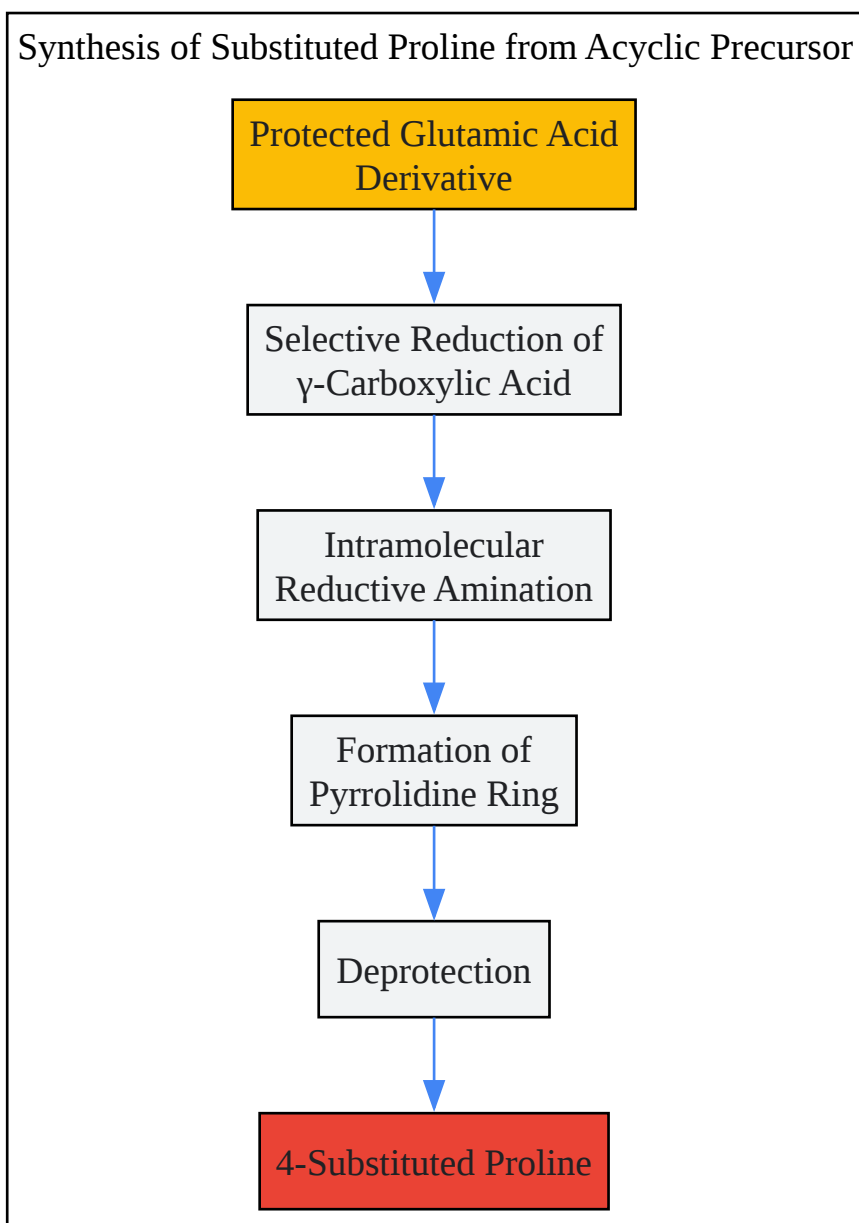 Synthesis of Substituted Proline from Acyclic Precursor
Protected Glutamic Acid
Derivative
Selective Reduction of
γ-Carboxylic Acid
Intramolecular
Reductive Amination
Formation of
Pyrrolidine Ring
Deprotection
4-Substituted Proline